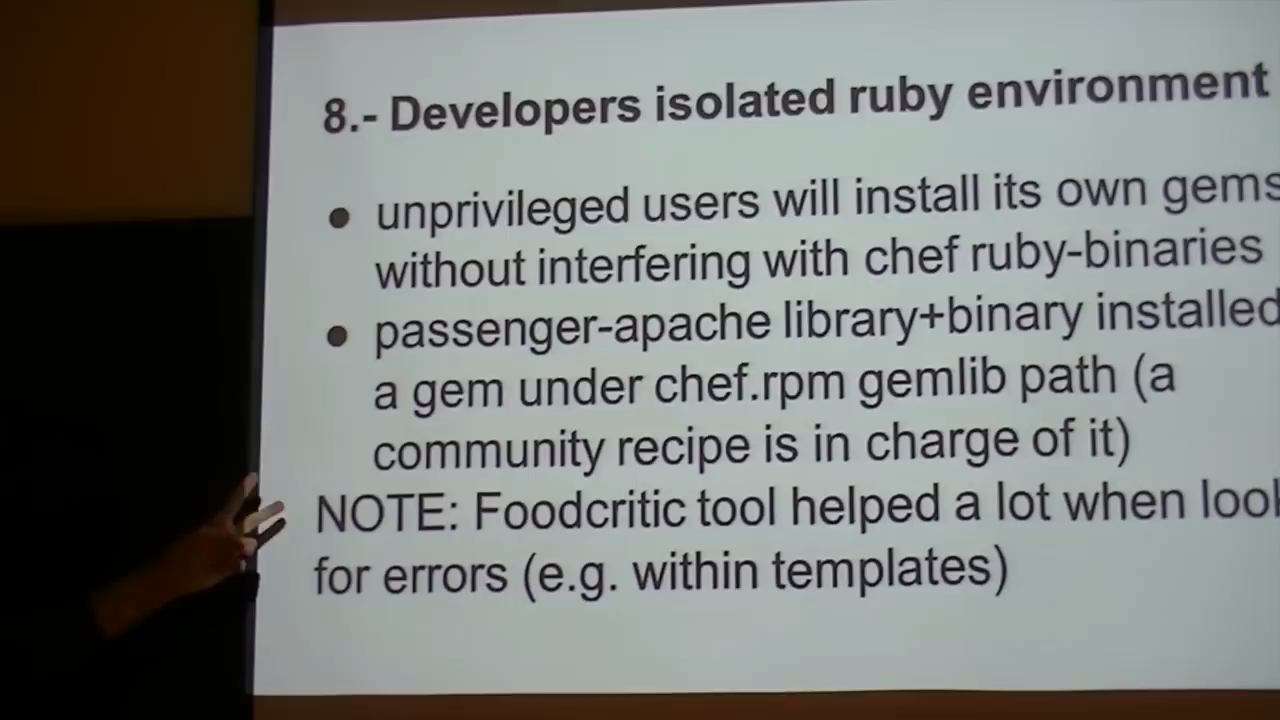 8.- Developers isolated ruby environment
● unprivileged users will install its own gems
without interfering with chef ruby-binaries
● passenger-apache library+binary installed
a gem under chef.rpm gemlib path (a
community recipe is in charge of it)
NOTE: Foodcritic tool helped a lot when
for errors (e.g. within templates)